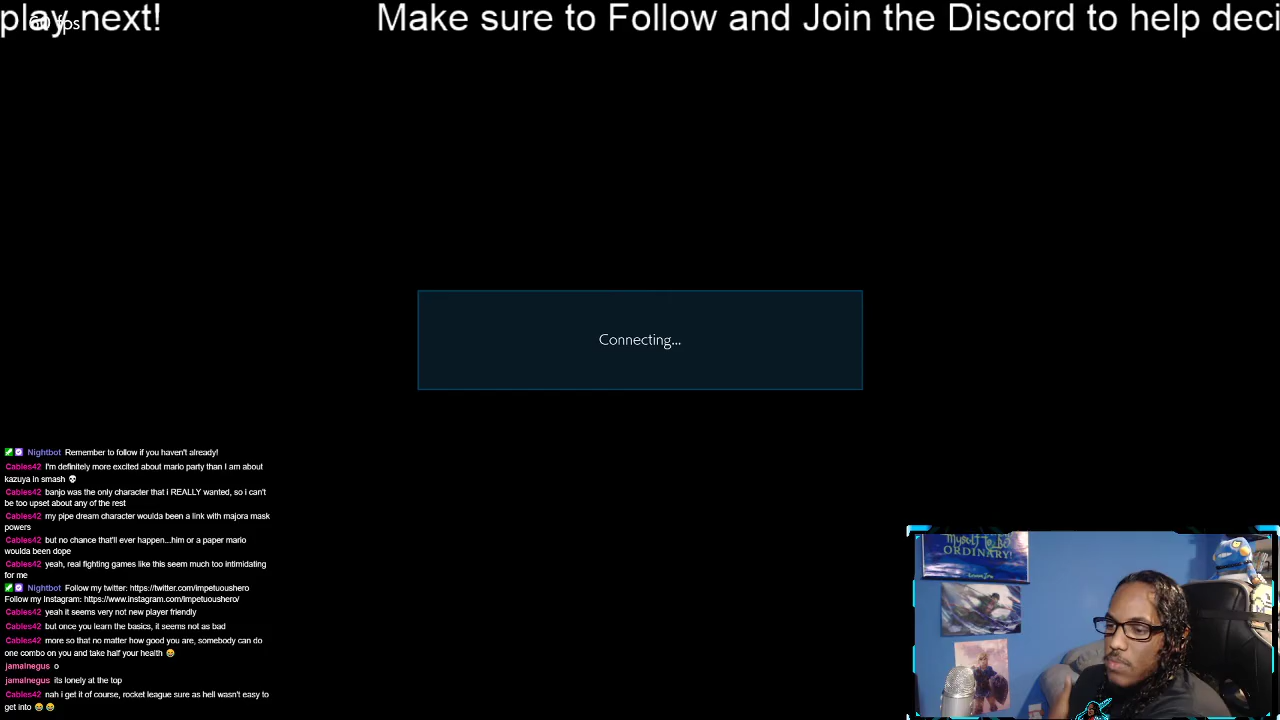 play next! Make sure to Follow and Join the Discord to help deci
60 fps
Connecting...
Nightbot Remember to follow if you haven't already!
Cables42 I'm definitely more excited about mario party than I am about
kazuya in smash 💀
Cables42 banjo was the only character that i REALLY wanted, so i can't
be too upset about any of the rest
Cables42 my pipe dream character woulda been a link with majora mask
powers
Cables42 but no chance that'll ever happen...him or a paper mario
woulda been dope
Cables42 yeah, real fighting games like this seem much too intimidating
for me
Nightbot Follow my twitter: https://twitter.com/impetuoushero
Follow my Instagram: https://www.instagram.com/impetuoushero/
Cables42 yeah it seems very not new player friendly
Cables42 but once you learn the basics, it seems not as bad
Cables42 more so that no matter how good you are, somebody can do
one combo on you and take half your health 😆
jamalnegus o
jamalnegus its lonely at the top
Cables42 nah i get it of course, rocket league sure as hell wasn't easy to
get into 😆 😆
Myself to Be
ORDINARY!